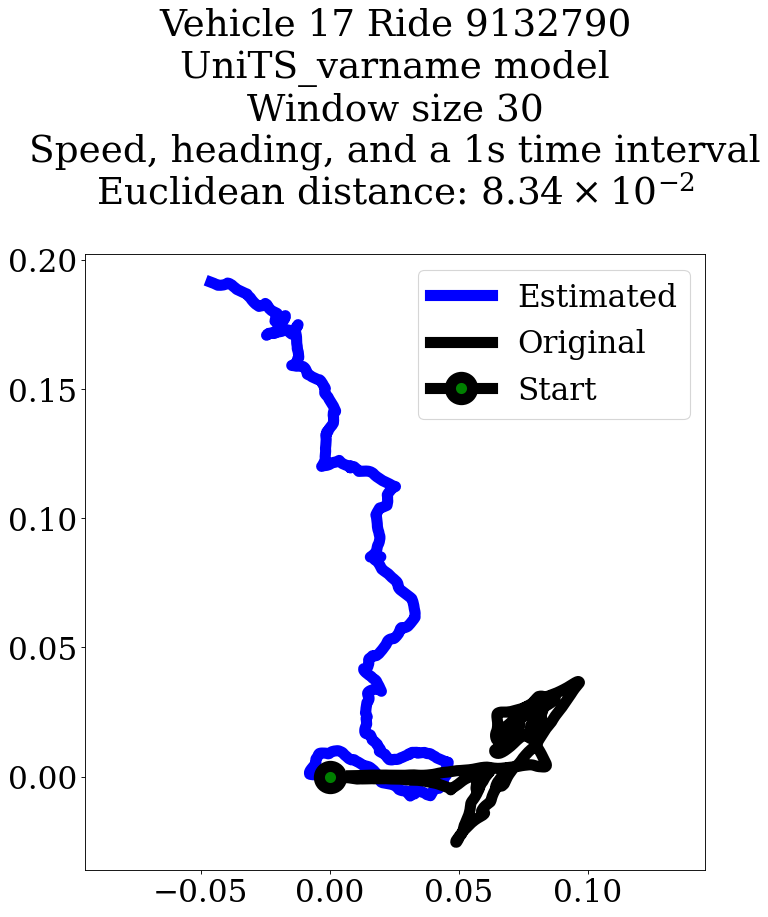 Vehicle 17 Ride 9132790
UniTS_varname model
Window size 30
Speed, heading, and a 1s time interval
Euclidean distance: 8.34 × 10⁻²
0.20
0.15
0.10
0.05
0.00
−0.05
0.00
0.05
0.10
Estimated
Original
Start